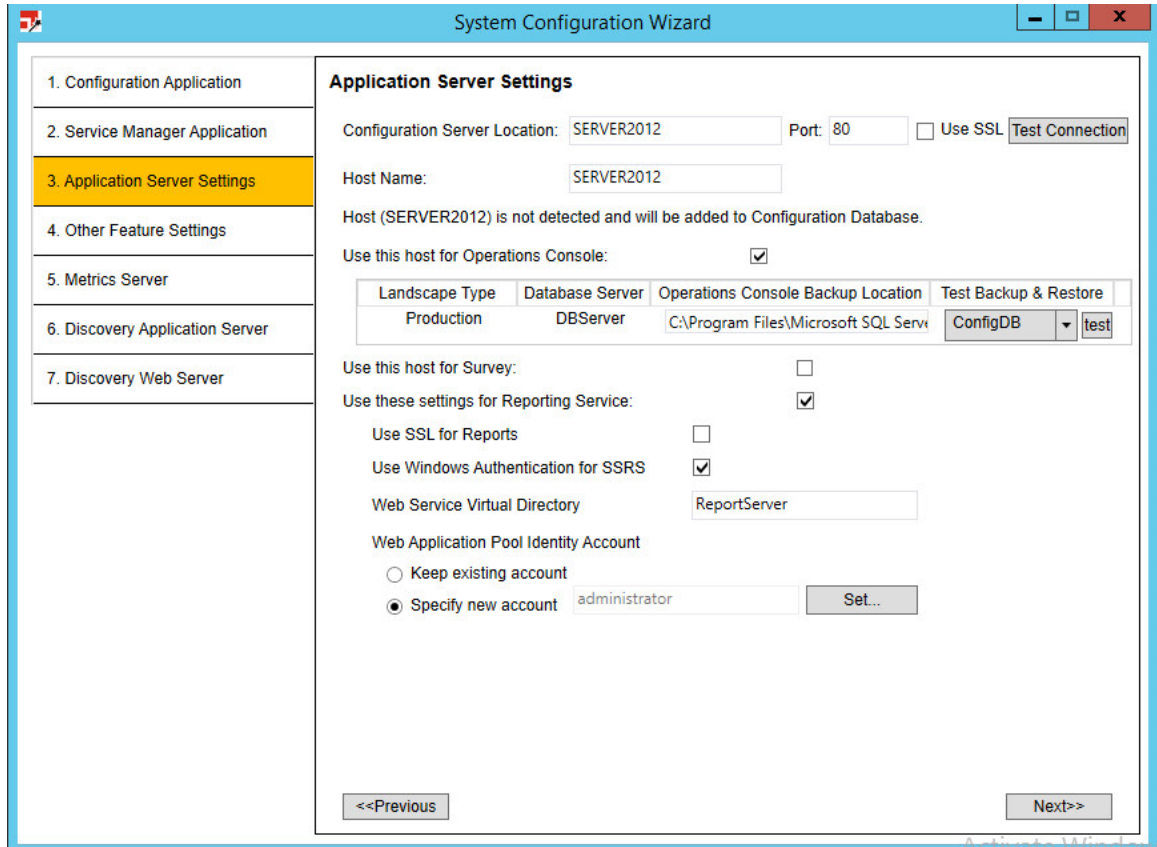 System Configuration Wizard
1. Configuration Application
2. Service Manager Application
3. Application Server Settings
4. Other Feature Settings
5. Metrics Server
6. Discovery Application Server
7. Discovery Web Server
Application Server Settings
Configuration Server Location: SERVER2012 Port: 80 Use SSL Test Connection
Host Name: SERVER2012
Host (SERVER2012) is not detected and will be added to Configuration Database.
Use this host for Operations Console:
Landscape Type Database Server Operations Console Backup Location Test Backup & Restore
Production DBServer C:\Program Files\Microsoft SQL Serve ConfigDB test
Use this host for Survey:
Use these settings for Reporting Service:
Use SSL for Reports
Use Windows Authentication for SSRS
Web Service Virtual Directory ReportServer
Web Application Pool Identity Account
Keep existing account
Specify new account administrator Set...
<<Previous Next>>